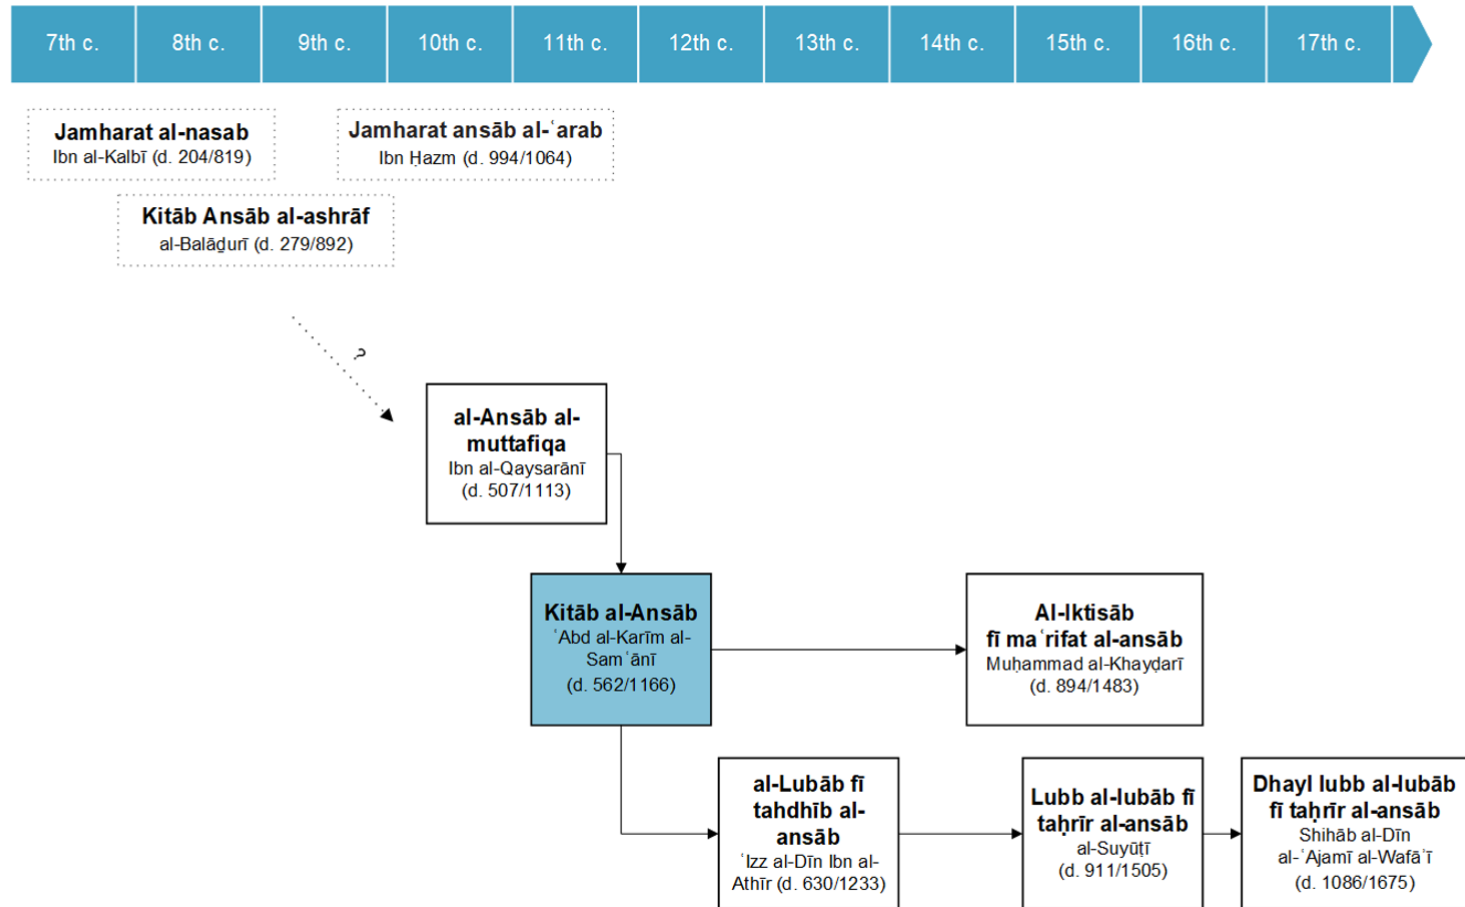 7th c. 8th c. 9th c. 10th c. 11th c. 12th c. 13th c. 14th c. 15th c. 16th c. 17th c.
Jamharat al-nasab
Ibn al-Kalbī (d. 204/819)
Jamharat ansāb al-ʿarab
Ibn Ḥazm (d. 994/1064)
Kitāb Ansāb al-ashrāf
al-Balāḏurī (d. 279/892)
?
al-Ansāb al-
muttafiqa
Ibn al-Qaysarānī
(d. 507/1113)
Kitāb al-Ansāb
ʿAbd al-Karīm al-
Samʿānī
(d. 562/1166)
Al-Iktisāb
fī maʿrifat al-ansāb
Muḥammad al-Khayḍarī
(d. 894/1483)
al-Lubāb fī
tahdhīb al-
ansāb
ʿIzz al-Dīn Ibn al-
Athīr (d. 630/1233)
Lubb al-lubāb fī
taḥrīr al-ansāb
al-Suyūṭī
(d. 911/1505)
Dhayl lubb al-lubāb
fī taḥrīr al-ansāb
Shihāb al-Dīn
al-ʿAjamī al-Wafāʾī
(d. 1086/1675)